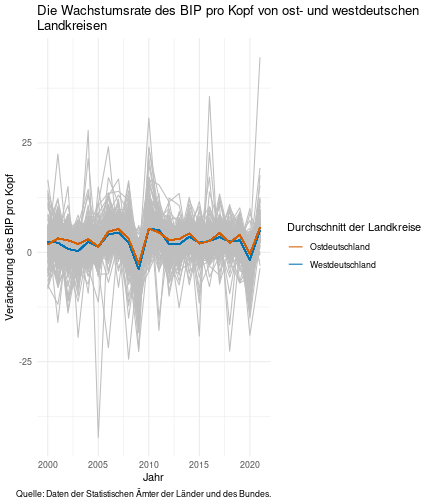 Die Wachstumsrate des BIP pro Kopf von ost- und westdeutschen
Landkreisen
Veränderung des BIP pro Kopf
25
0
-25
2000
2005
2010
2015
2020
Jahr
Durchschnitt der Landkreise
Ostdeutschland
Westdeutschland
Quelle: Daten der Statistischen Ämter der Länder und des Bundes.